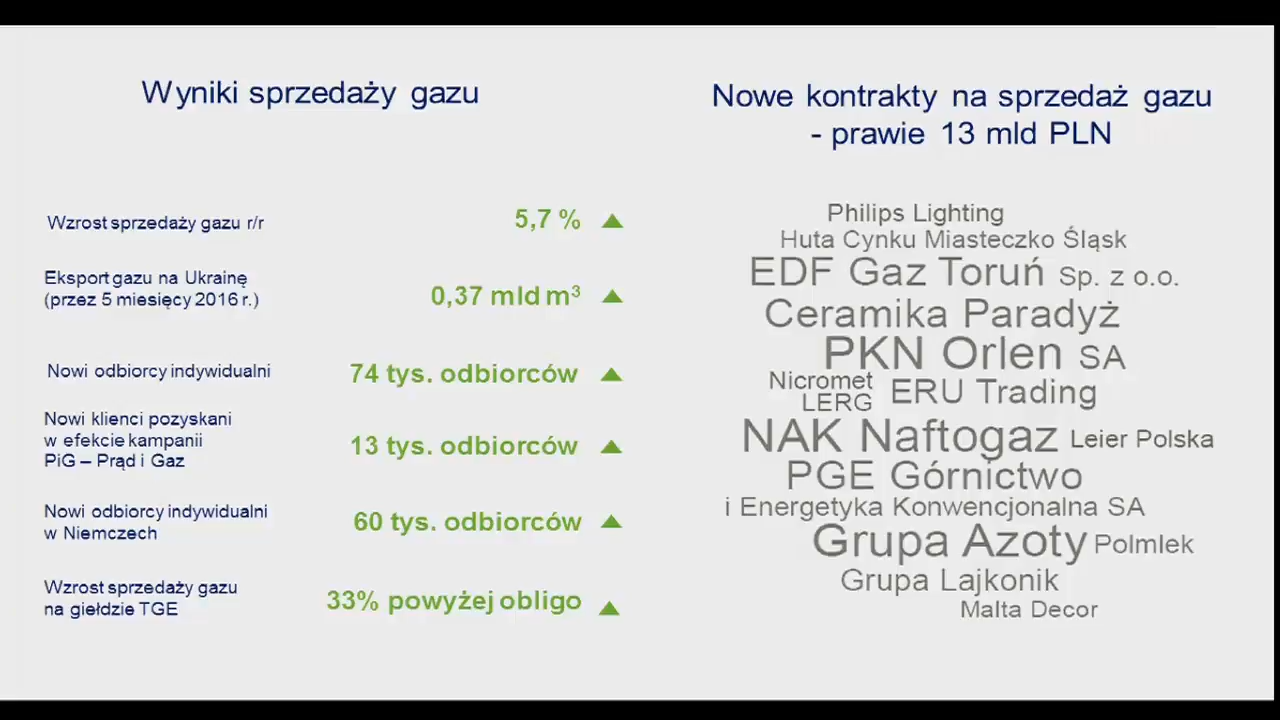 Wyniki sprzedaży gazu
Wzrost sprzedaży gazu r/r
5,7 %
Eksport gazu na Ukrainę
(przez 5 miesięcy 2016 r.)
0,37 mld m³
Nowi odbiorcy indywidualni
74 tys. odbiorców
Nowi klienci pozyskani
w efekcie kampanii
PiG – Prąd i Gaz
13 tys. odbiorców
Nowi odbiorcy indywidualni
w Niemczech
60 tys. odbiorców
Wzrost sprzedaży gazu
na giełdzie TGE
33% powyżej obligo
Nowe kontrakty na sprzedaż gazu
- prawie 13 mld PLN
Philips Lighting
Huta Cynku Miasteczko Śląsk
EDF Gaz Toruń Sp. z o.o.
Ceramika Paradyż
PKN Orlen SA
Nicromet
LERG
ERU Trading
NAK Naftogaz Leier Polska
PGE Górnictwo
i Energetyka Konwencjonalna SA
Grupa Azoty Polmlek
Grupa Lajkonik
Malta Decor